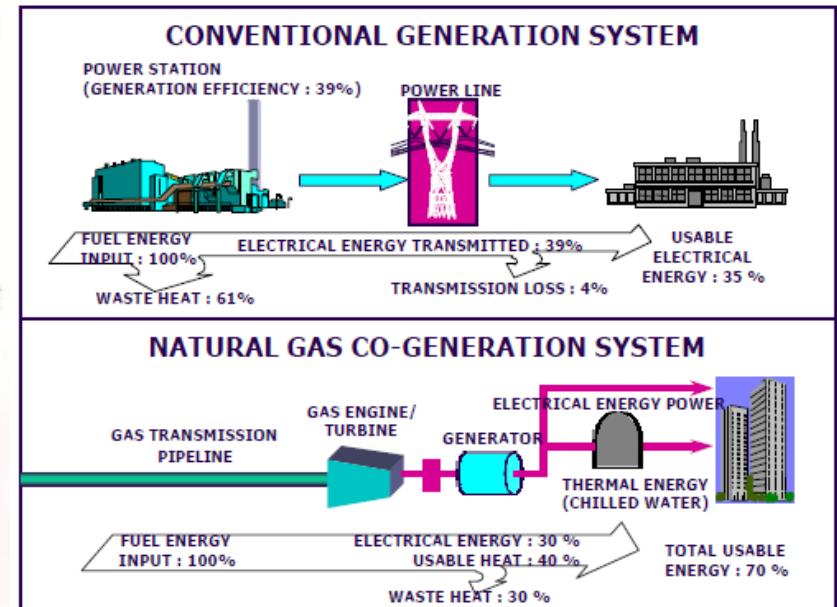 CONVENTIONAL GENERATION SYSTEM
POWER STATION
(GENERATION EFFICIENCY : 39%)
POWER LINE
FUEL ENERGY
INPUT : 100%
ELECTRICAL ENERGY TRANSMITTED : 39%
USABLE
ELECTRICAL
ENERGY : 35 %
WASTE HEAT : 61%
TRANSMISSION LOSS : 4%
NATURAL GAS CO-GENERATION SYSTEM
GAS TRANSMISSION
PIPELINE
GAS ENGINE/
TURBINE
GENERATOR
ELECTRICAL ENERGY POWER
THERMAL ENERGY
(CHILLED WATER)
FUEL ENERGY
INPUT : 100%
ELECTRICAL ENERGY : 30 %
USABLE HEAT : 40 %
WASTE HEAT : 30 %
TOTAL USABLE
ENERGY : 70 %